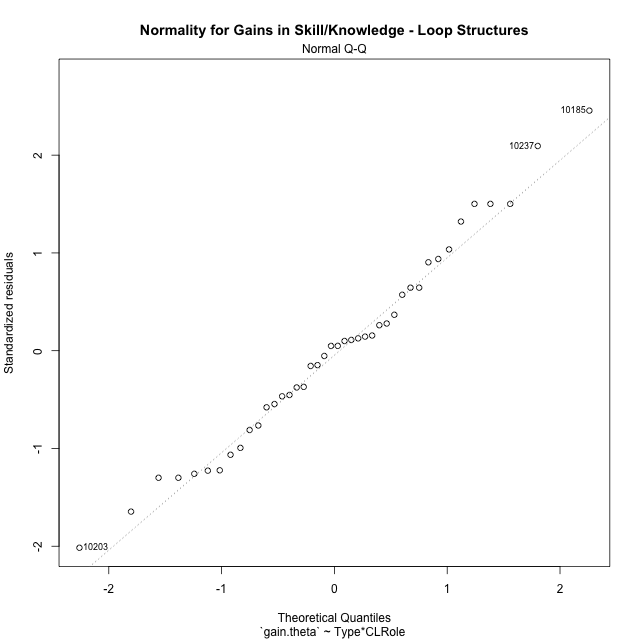 Normality for Gains in Skill/Knowledge - Loop Structures
Normal Q-Q
10185
10237
10203
Standardized residuals
2
1
0
-1
-2
-2 -1 0 1 2
Theoretical Quantiles
`gain.theta` ~ Type*CLRole